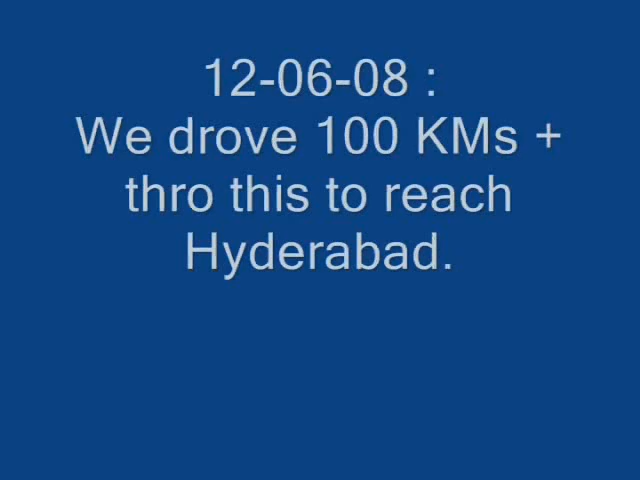 12-06-08 :
We drove 100 KMs +
thro this to reach
Hyderabad.